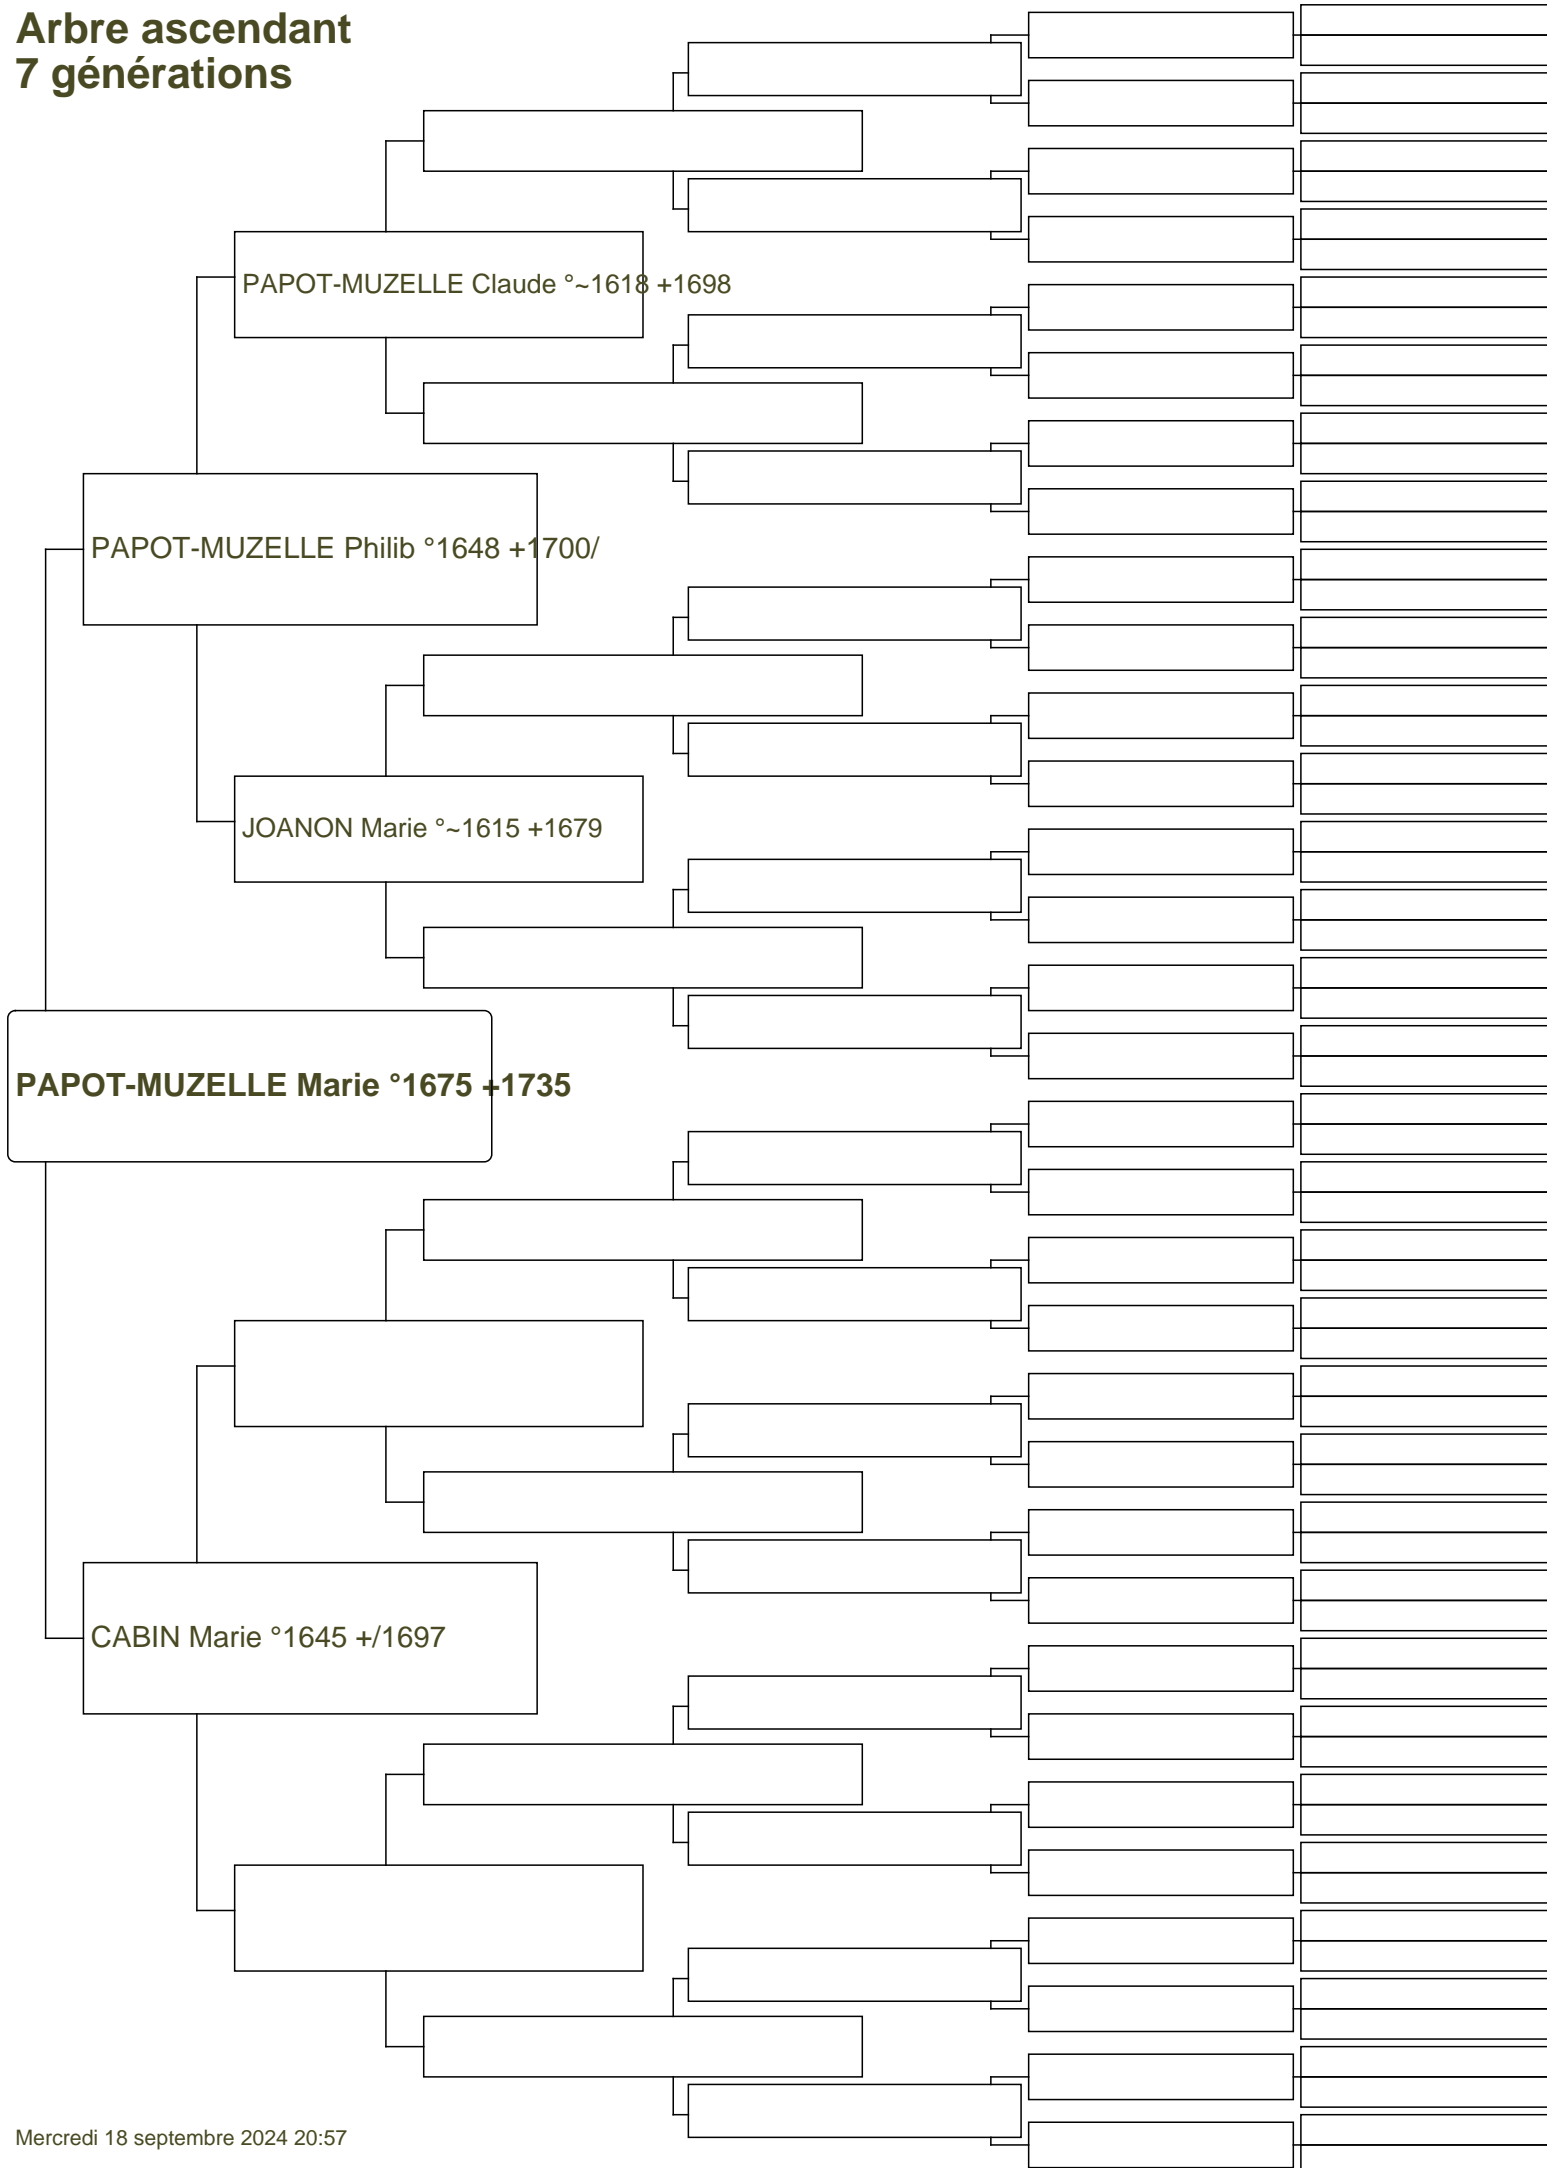 Arbre ascendant
7 générations
PAPOT-MUZELLE Claude °~1618 +1698
PAPOT-MUZELLE Philib °1648 +1700/
JOANON Marie °~1615 +1679
PAPOT-MUZELLE Marie °1675 +1735
CABIN Marie °1645 +/1697
Mercredi 18 septembre 2024 20:57